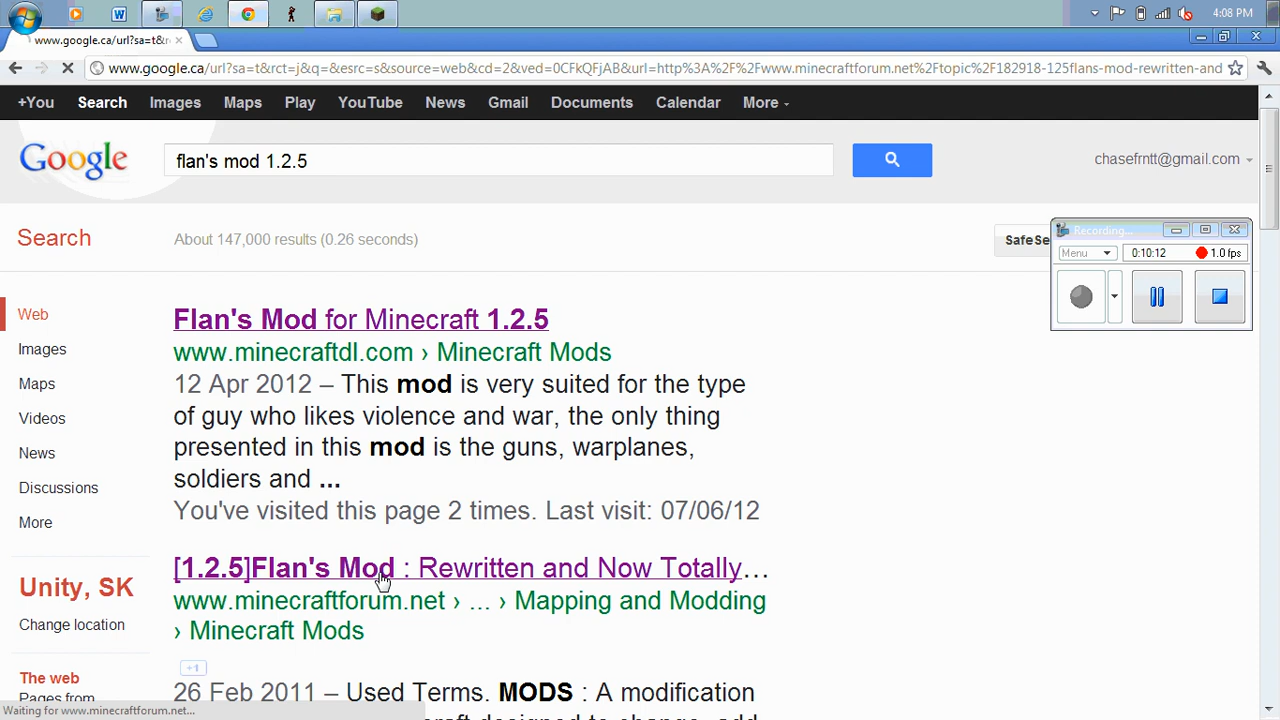 4:08 PM
www.google.ca/url?sa=t&r
www.google.ca/url?sa=t&rct=j&q=&esrc=s&source=web&cd=2&ved=0CFkQFjAB&url=http%3A%2F%2Fwww.minecraftforum.net%2Ftopic%2F182918-125flans-mod-rewritten-and
+You Search Images Maps Play YouTube News Gmail Documents Calendar More
Google flan's mod 1.2.5 chasefrntt@gmail.com
Search About 147,000 results (0.26 seconds) Safe Se
Recording...
Menu 0:10:12 1.0 fps
Web
Images
Maps
Videos
News
Discussions
More
Unity, SK
Change location
The web
Pages from
Flan's Mod for Minecraft 1.2.5
www.minecraftdl.com › Minecraft Mods
12 Apr 2012 – This mod is very suited for the type
of guy who likes violence and war, the only thing
presented in this mod is the guns, warplanes,
soldiers and ...
You've visited this page 2 times. Last visit: 07/06/12
[1.2.5]Flan's Mod : Rewritten and Now Totally...
www.minecraftforum.net › ... › Mapping and Modding
› Minecraft Mods
+1
26 Feb 2011 – Used Terms. MODS : A modification
Waiting for www.minecraftforum.net...